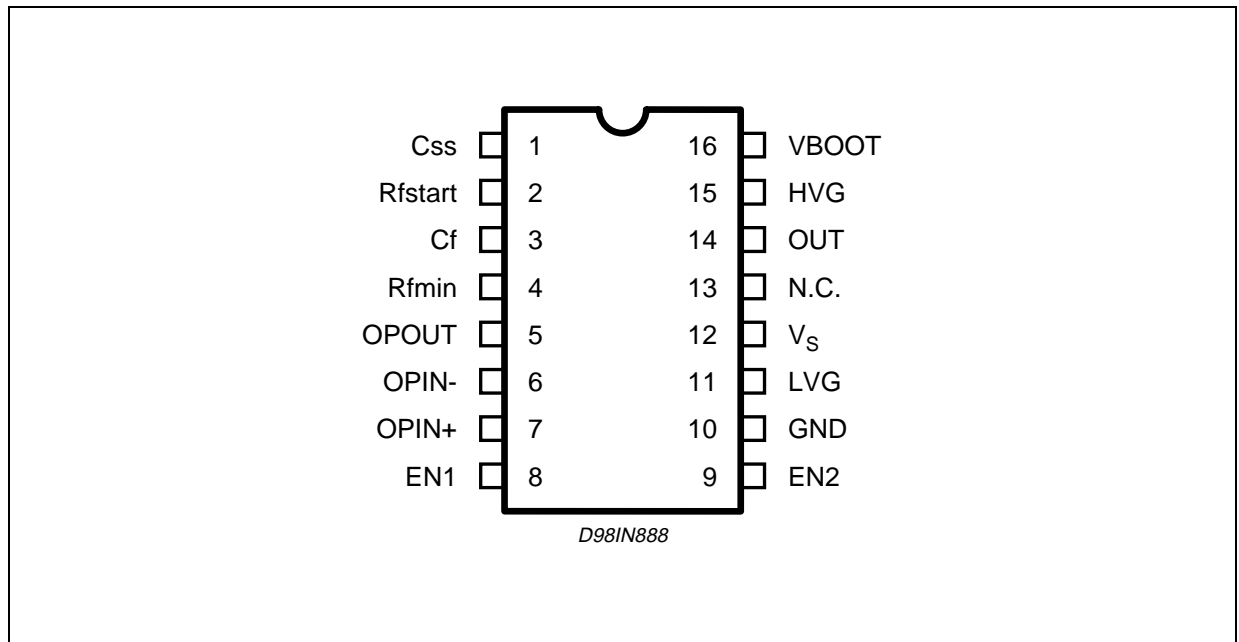 Css 1 16 VBOOT
Rfstart 2 15 HVG
Cf 3 14 OUT
Rfmin 4 13 N.C.
OPOUT 5 12 VS
OPIN- 6 11 LVG
OPIN+ 7 10 GND
EN1 8 9 EN2
D98IN888